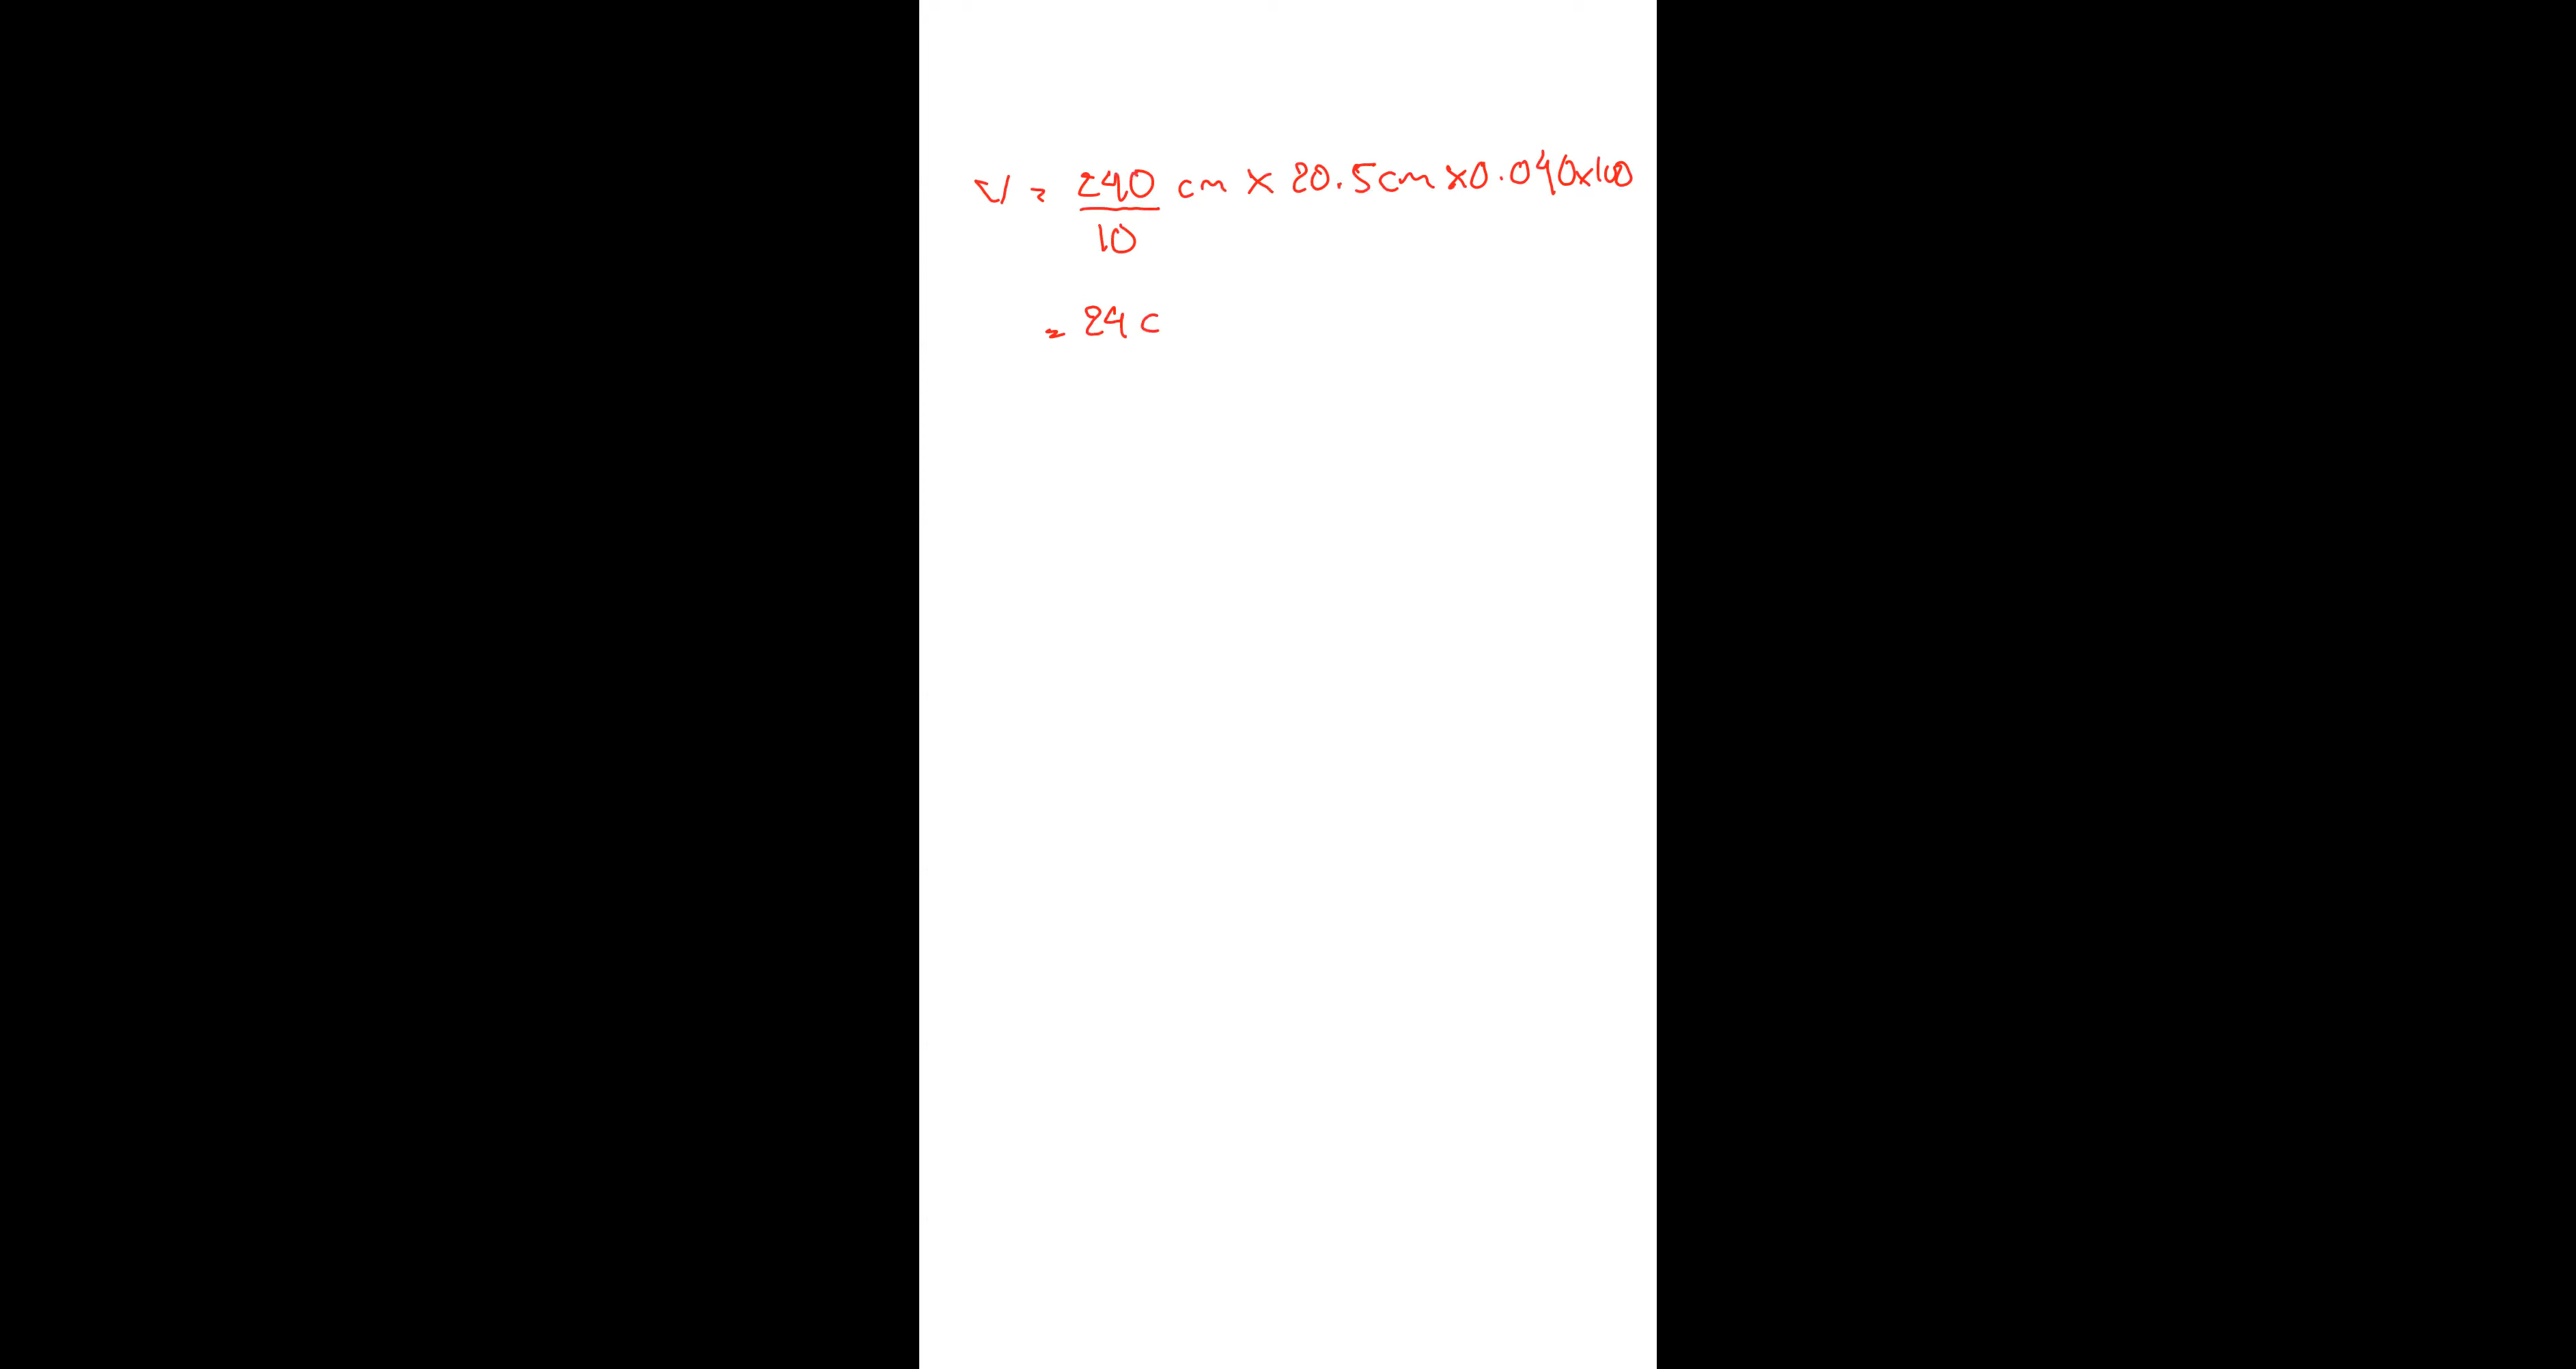 V = 240/10 cm × 20.5cm × 0.040×100
= 24 c